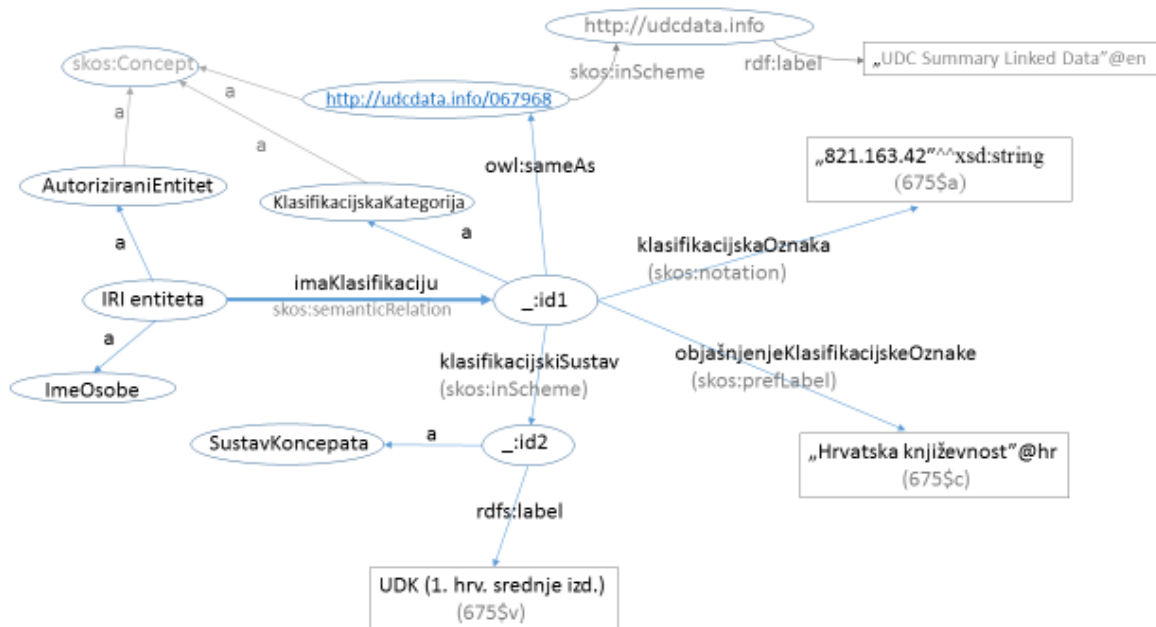 http://udcdata.info
skos:Concept
skos:inScheme
rdf:label
„UDC Summary Linked Data”@en
a
http://udcdata.info/067968
a
a
owl:sameAs
„821.163.42”^^xsd:string
(675$a)
AutoriziraniEntitet
KlasifikacijskaKategorija
a
a
klasifikacijskaOznaka
(skos:notation)
imaKlasifikaciju
IRI entiteta
_:id1
skos:semanticRelation
a
klasifikacijskiSustav
(skos:inScheme)
objašnjenjeKlasifikacijskeOznake
(skos:prefLabel)
ImeOsobe
SustavKoncepata
a
_:id2
„Hrvatska književnost”@hr
(675$c)
rdfs:label
UDK (1. hrv. srednje izd.)
(675$v)